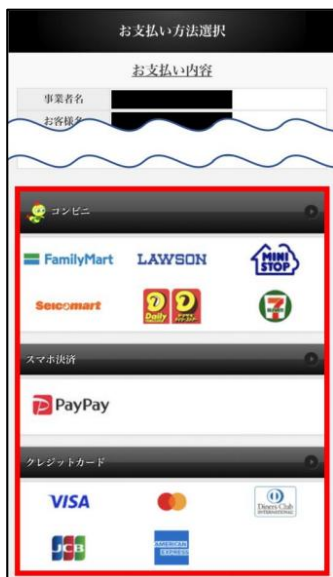 お支払い方法選択
お支払い内容
事業者名
お客様名
コンビニ
FamilyMart LAWSON MINI STOP
Seicomart Daily
スマホ決済
PayPay
クレジットカード
VISA Diners Club INTERNATIONAL
JCB AMERICAN EXPRESS